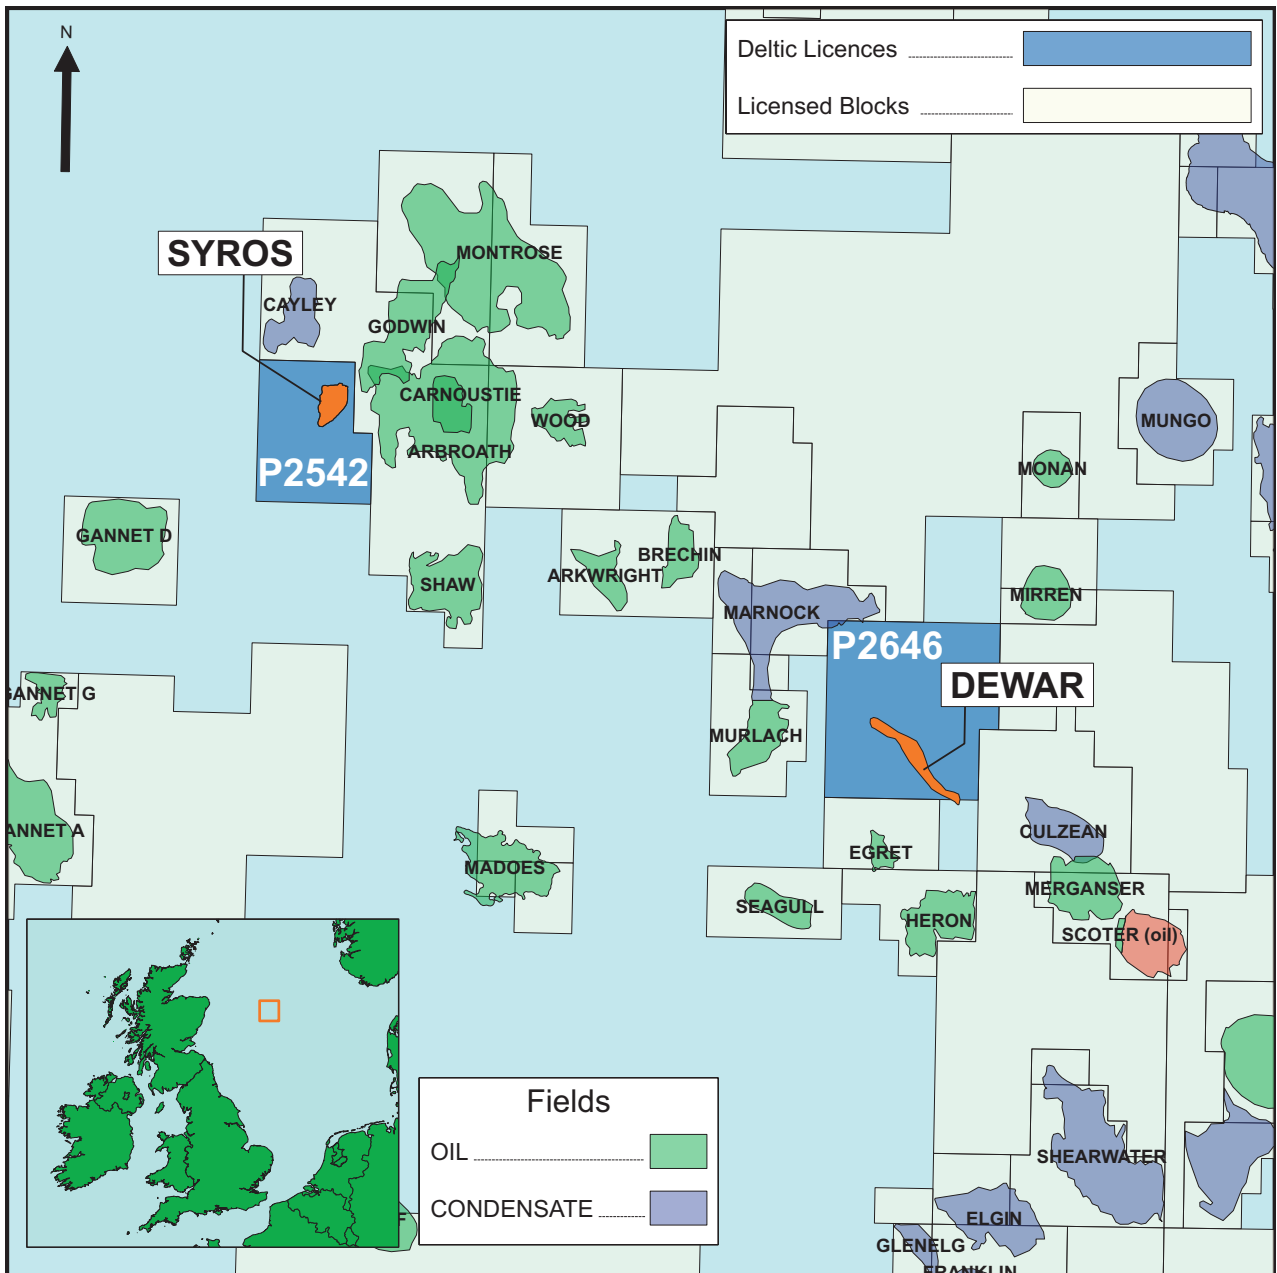 N
Deltic Licences
Licensed Blocks
SYROS
MONTROSE
CAYLEY
GODWIN
CARNOUSTIE
WOOD
ARBROATH
P2542
MUNGO
MONAN
GANNET D
BRECHIN
ARKWRIGHT
SHAW
MIRREN
MARNOCK
P2646
DEWAR
GANNET G
MURLACH
ANNET A
CULZEAN
EGRET
MADOES
MERGANSER
SEAGULL
HERON
SCOTER (oil)
Fields
OIL
CONDENSATE
SHEARWATER
ELGIN
GLENELG
FRANKLIN
F